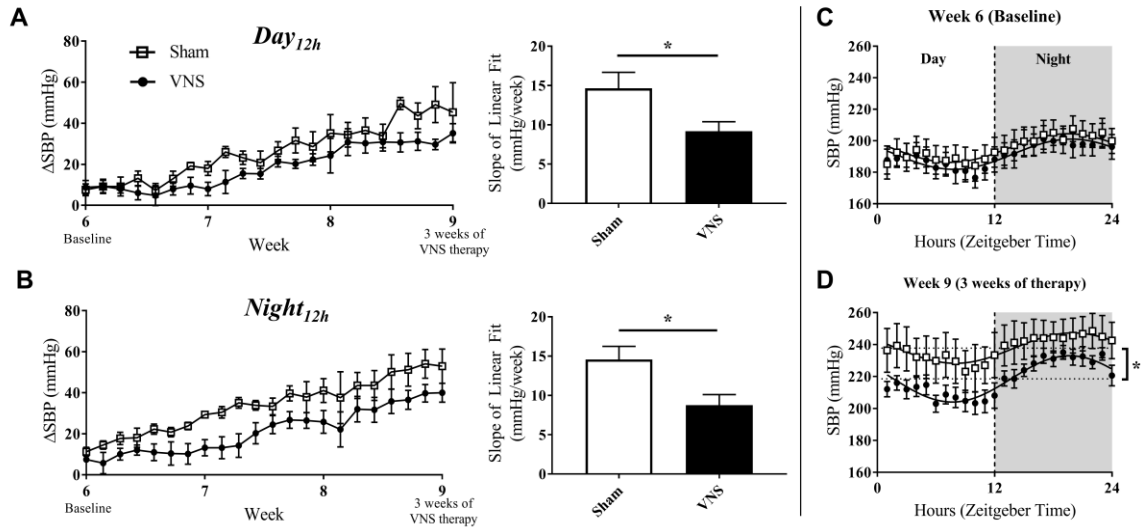 A
Day12h
Sham
VNS
ΔSBP (mmHg)
80
60
40
20
0
6
7
8
9
Baseline
Week
3 weeks of
VNS therapy
Slope of Linear Fit
(mmHg/week)
20
15
10
5
0
*
Sham
VNS
B
Night12h
ΔSBP (mmHg)
80
60
40
20
0
6
7
8
9
Baseline
Week
3 weeks of
VNS therapy
Slope of Linear Fit
(mmHg/week)
20
15
10
5
0
*
Sham
VNS
C
Week 6 (Baseline)
SBP (mmHg)
260
240
220
200
180
160
Day
Night
0
12
24
Hours (Zeitgeber Time)
D
Week 9 (3 weeks of therapy)
SBP (mmHg)
260
240
220
200
180
160
*
0
12
24
Hours (Zeitgeber Time)